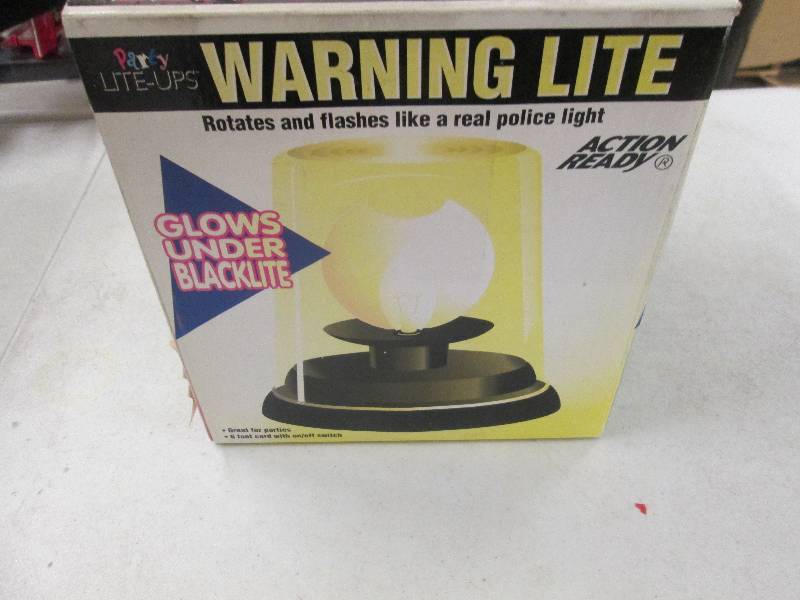 Party
LITE-UPS™
WARNING LITE
Rotates and flashes like a real police light
ACTION
READY®
GLOWS
UNDER
BLACKLITE
• Great for parties
• 6 foot cord with on/off switch